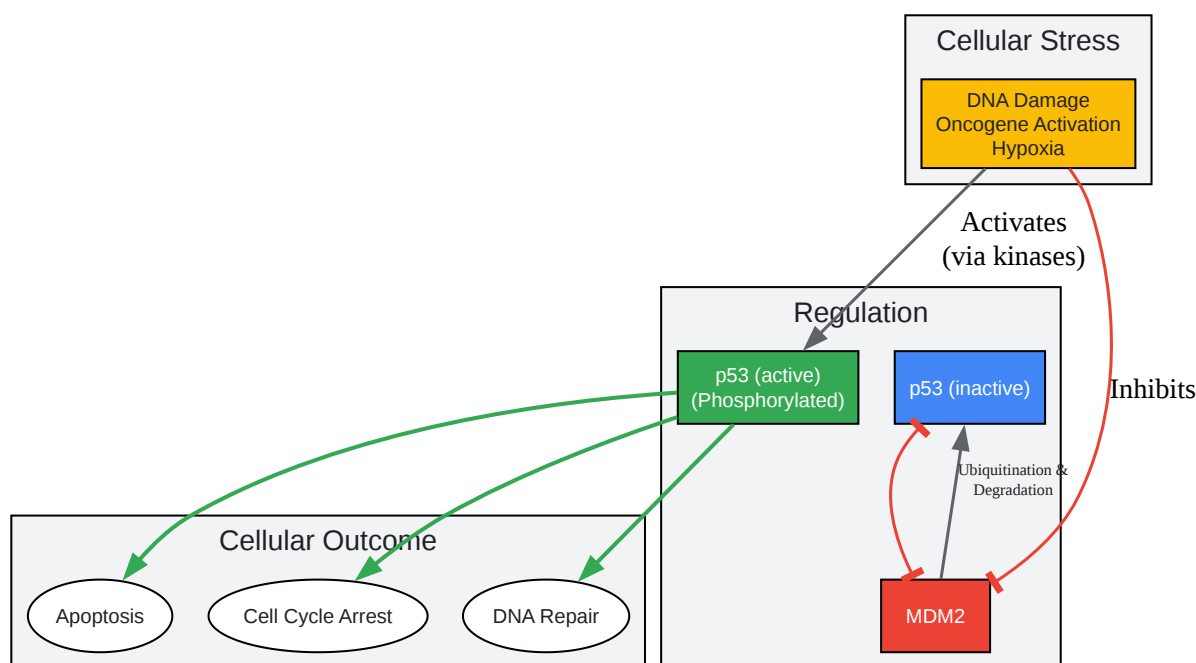 Cellular Stress
DNA Damage
Oncogene Activation
Hypoxia
Activates
(via kinases)
Regulation
p53 (active)
(Phosphorylated)
p53 (inactive)
Inhibits
Ubiquitination &
Degradation
Cellular Outcome
Apoptosis
Cell Cycle Arrest
DNA Repair
MDM2